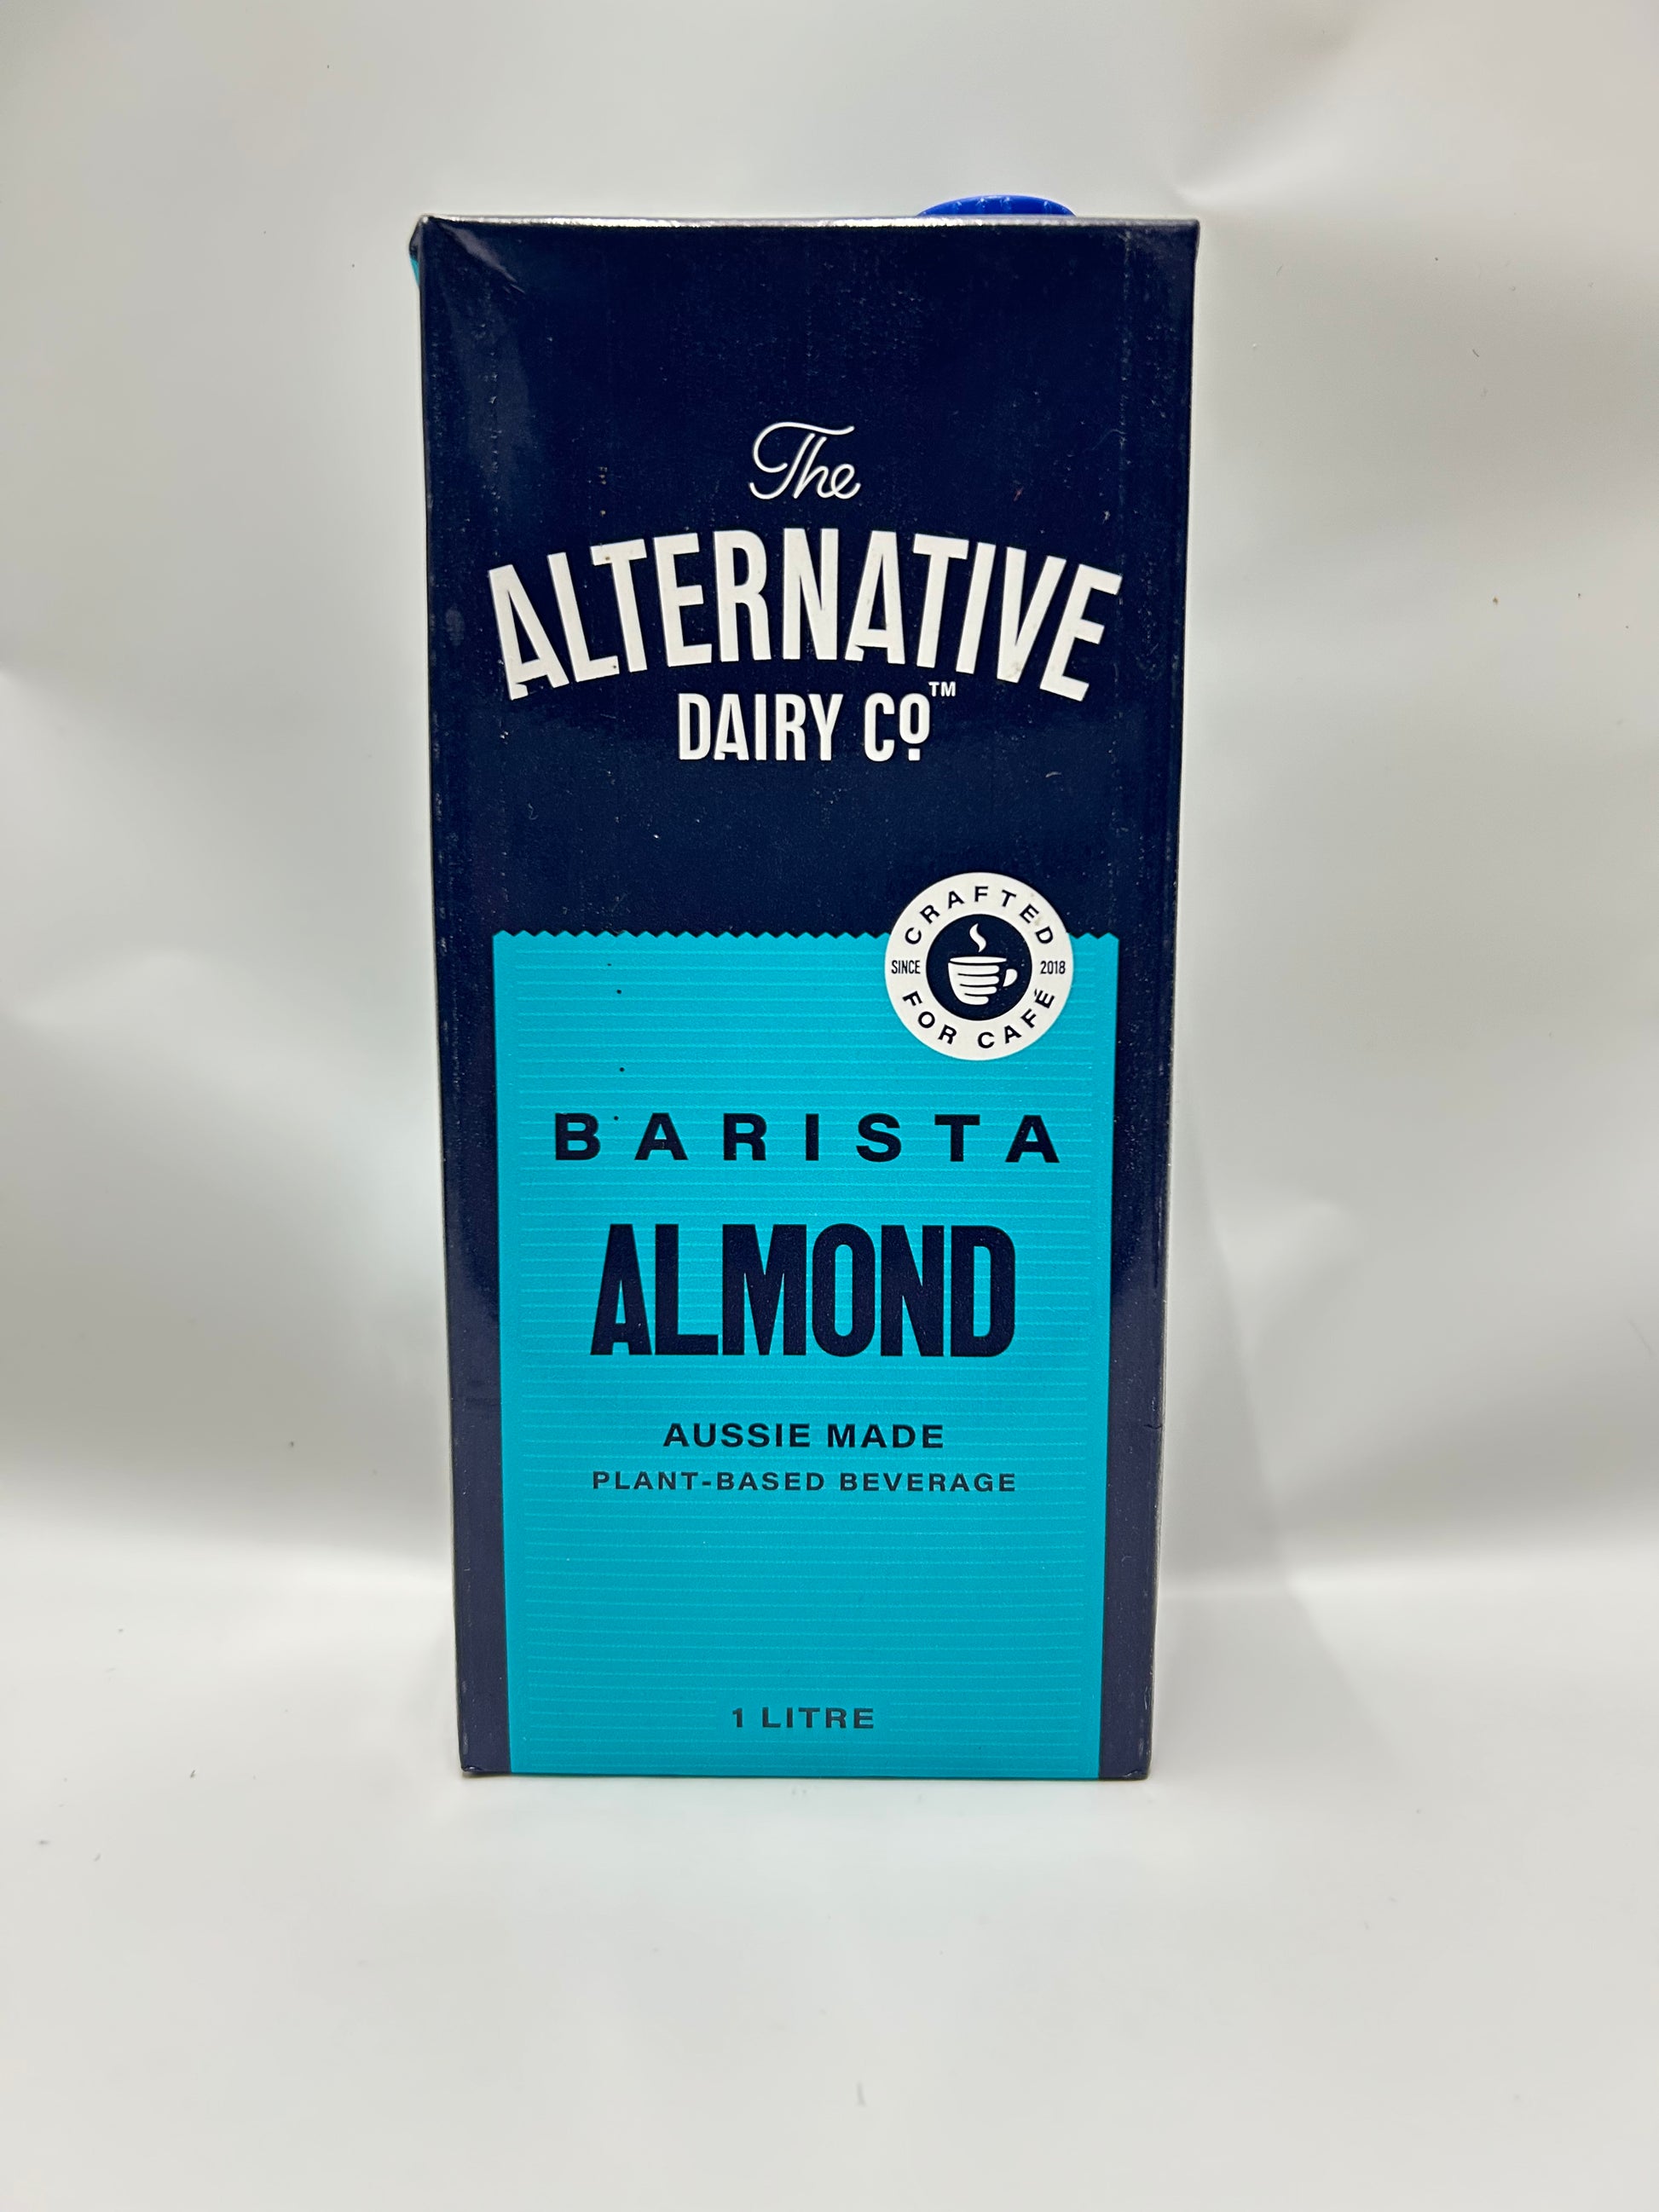 The
ALTERNATIVE
DAIRY CO™
CRAFTED
SINCE 2018
FOR CAFÉ
BARISTA
ALMOND
AUSSIE MADE
PLANT-BASED BEVERAGE
1 LITRE